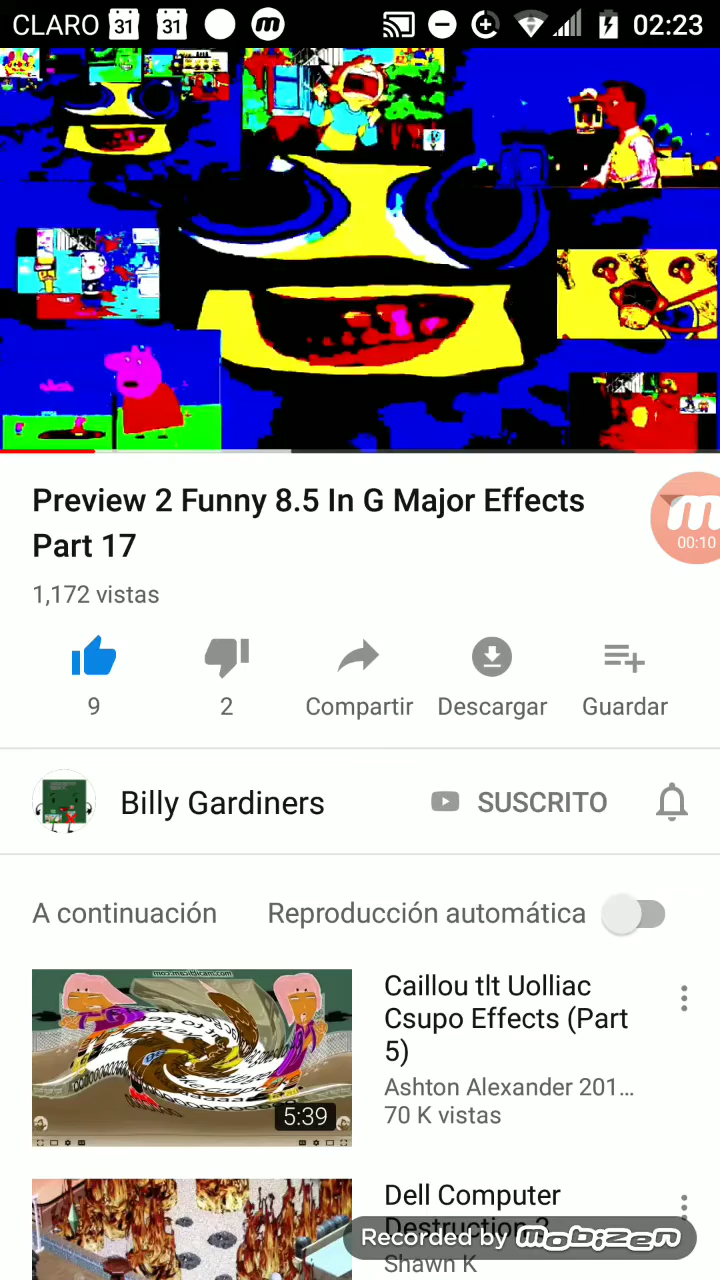 CLARO 31 31 02:23
Preview 2 Funny 8.5 In G Major Effects
Part 17
00:10
1,172 vistas
9 2 Compartir Descargar Guardar
Billy Gardiners SUSCRITO
A continuación Reproducción automática
Caillou tlt Uolliac
Csupo Effects (Part
5)
Ashton Alexander 201…
70 K vistas
5:39
Dell Computer
Destruction 3
Shawn K
Recorded by mobizen